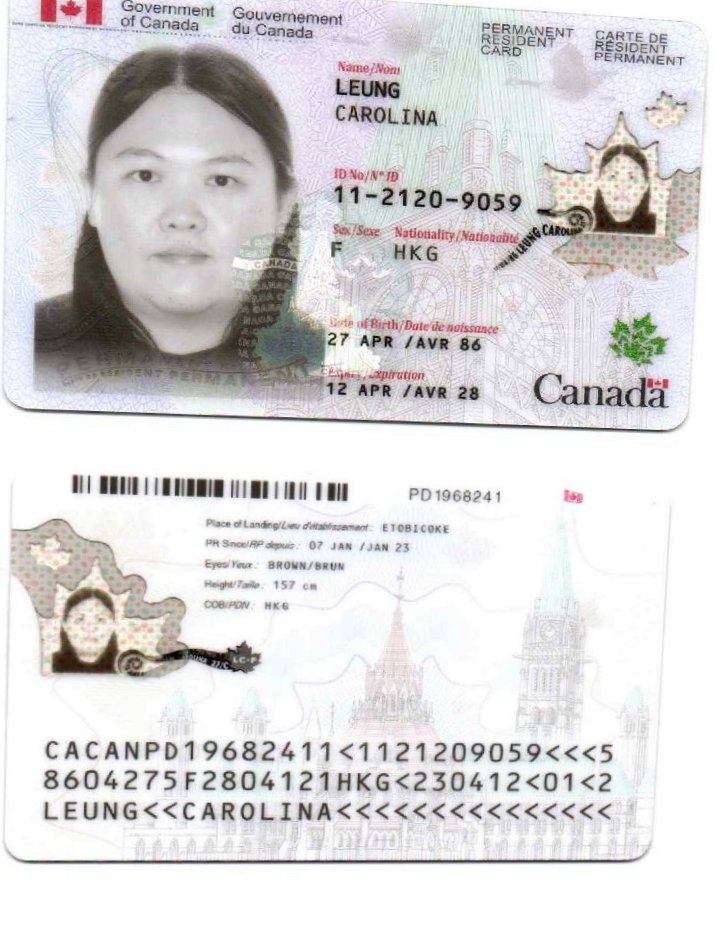 Government
of Canada
Gouvernement
du Canada
PERMANENT
RESIDENT
CARD
CARTE DE
RÉSIDENT
PERMANENT
Name/Nom
LEUNG
CAROLINA
ID No/Nº ID
11-2120-9059
Sex/Sexe Nationality/Nationalité
F HKG
LEUNG CAROLI
CANADA
Date of Birth/Date de naissance
27 APR /AVR 86
Expiry/Expiration
12 APR /AVR 28
Canada
PD1968241
Place of Landing/Lieu d'établissement: ETOBICOKE
PR Since/RP depuis: 07 JAN /JAN 23
Eyes/Yeux: BROWN/BRUN
Height/Taille: 157 cm
COB/PDN: HKG
CACANPD19682411<1121209059<<<5
8604275F2804121HKG<230412<01<2
LEUNG<<CAROLINA<<<<<<<<<<<<<<<